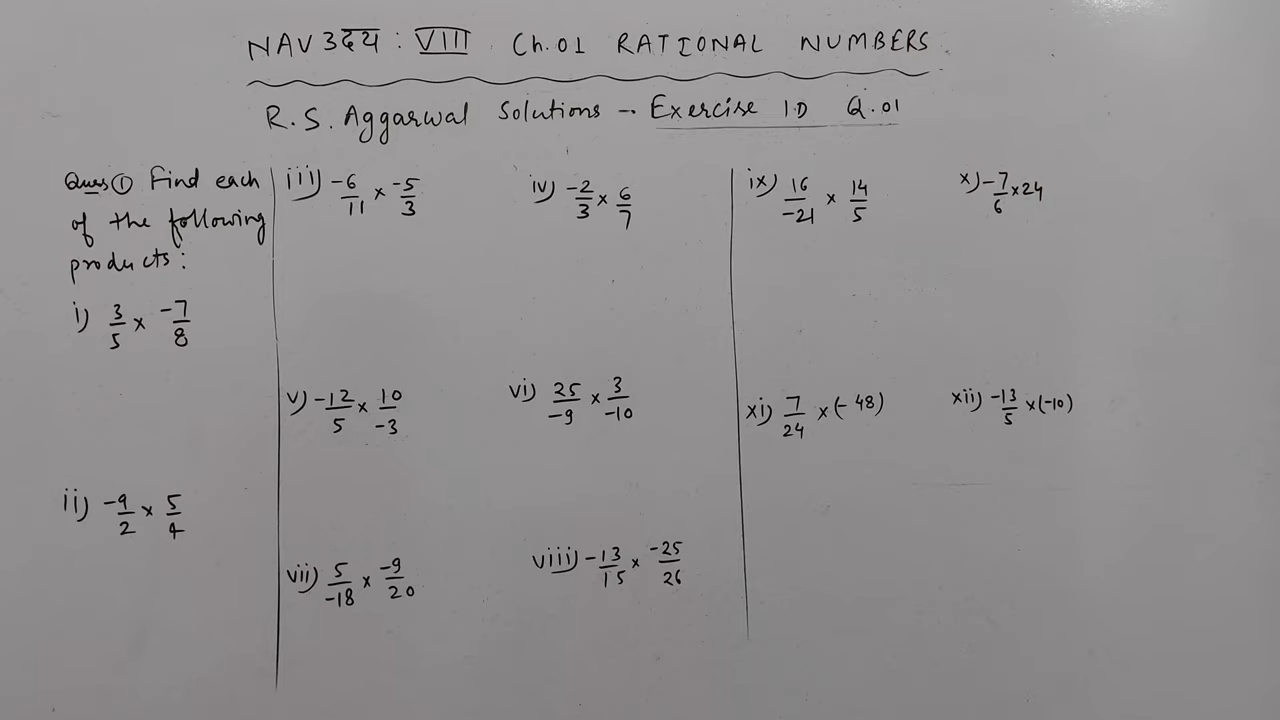 NAV उदय : VIII Ch.01 RATIONAL NUMBERS
R.S. Aggarwal Solutions - Exercise 1.D Q.01
Ques ① Find each
of the following
products :
i) 3/5 × -7/8
ii) -9/2 × 5/4
iii) -6/11 × -5/3
iv) -2/3 × 6/7
v) -12/5 × 10/-3
vi) 25/-9 × 3/-10
vii) 5/-18 × -9/20
viii) -13/15 × -25/26
ix) 16/-21 × 14/5
x) -7/6 × 24
xi) 7/24 × (-48)
xii) -13/5 × (-10)